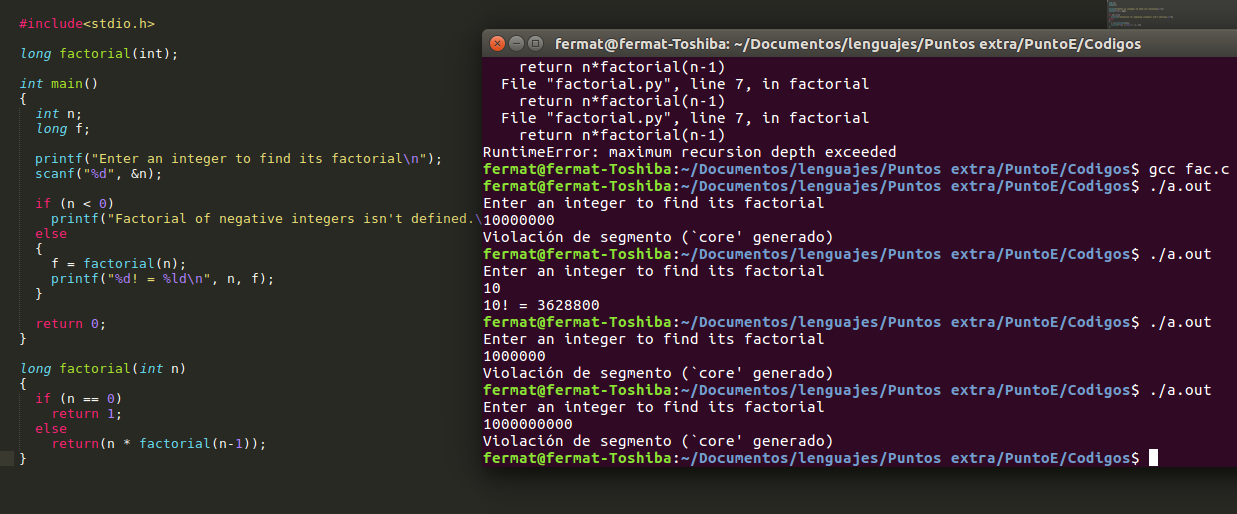 #include<stdio.h>
long factorial(int);
int main()
{
int n;
long f;
printf("Enter an integer to find its factorial\n");
scanf("%d", &n);
if (n < 0)
printf("Factorial of negative integers isn't defined.\
else
{
f = factorial(n);
printf("%d! = %ld\n", n, f);
}
return 0;
}
long factorial(int n)
{
if (n == 0)
return 1;
else
return(n * factorial(n-1));
}
fermat@fermat-Toshiba: ~/Documentos/lenguajes/Puntos extra/PuntoE/Codigos
return n*factorial(n-1)
File "factorial.py", line 7, in factorial
return n*factorial(n-1)
File "factorial.py", line 7, in factorial
return n*factorial(n-1)
RuntimeError: maximum recursion depth exceeded
fermat@fermat-Toshiba:~/Documentos/lenguajes/Puntos extra/PuntoE/Codigos$ gcc fac.c
fermat@fermat-Toshiba:~/Documentos/lenguajes/Puntos extra/PuntoE/Codigos$ ./a.out
Enter an integer to find its factorial
10000000
Violación de segmento (`core' generado)
fermat@fermat-Toshiba:~/Documentos/lenguajes/Puntos extra/PuntoE/Codigos$ ./a.out
Enter an integer to find its factorial
10
10! = 3628800
fermat@fermat-Toshiba:~/Documentos/lenguajes/Puntos extra/PuntoE/Codigos$ ./a.out
Enter an integer to find its factorial
1000000
Violación de segmento (`core' generado)
fermat@fermat-Toshiba:~/Documentos/lenguajes/Puntos extra/PuntoE/Codigos$ ./a.out
Enter an integer to find its factorial
1000000000
Violación de segmento (`core' generado)
fermat@fermat-Toshiba:~/Documentos/lenguajes/Puntos extra/PuntoE/Codigos$